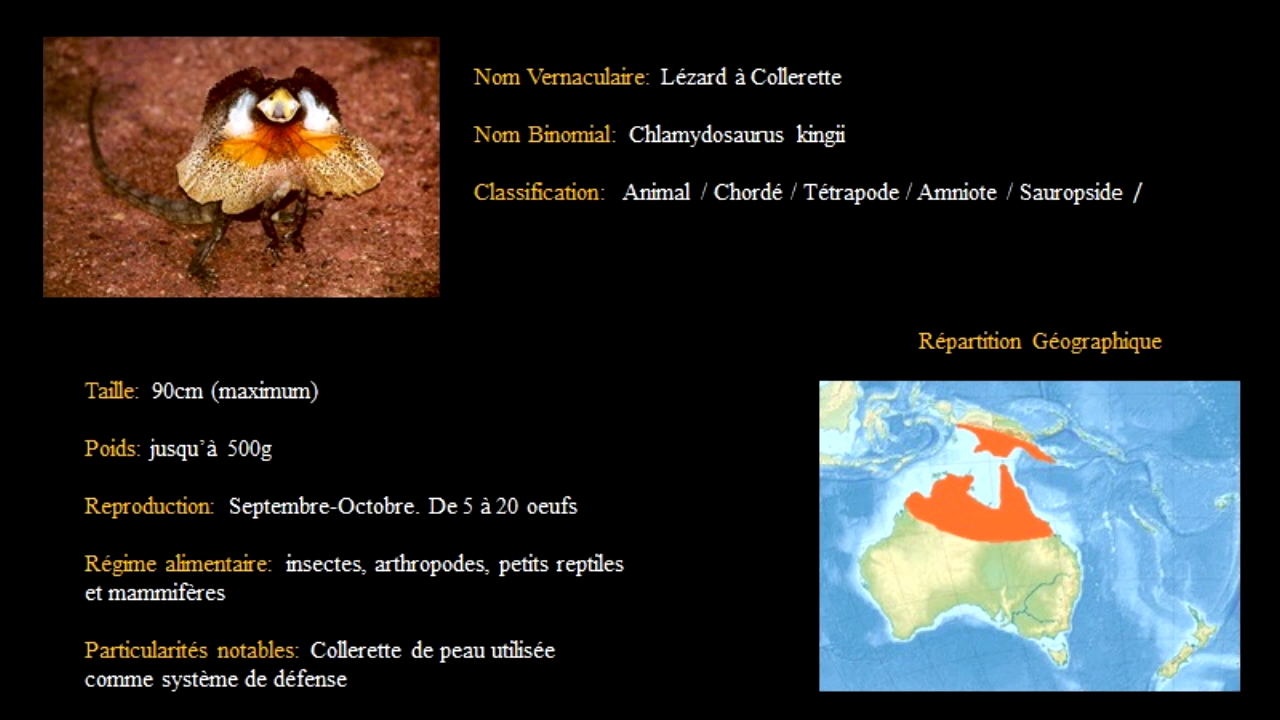 Nom Vernaculaire: Lézard à Collerette
Nom Binomial: Chlamydosaurus kingii
Classification: Animal / Chordé / Tétrapode / Amniote / Sauropside /
Répartition Géographique
Taille: 90cm (maximum)
Poids: jusqu’à 500g
Reproduction: Septembre-Octobre. De 5 à 20 oeufs
Régime alimentaire: insectes, arthropodes, petits reptiles
et mammifères
Particularités notables: Collerette de peau utilisée
comme système de défense